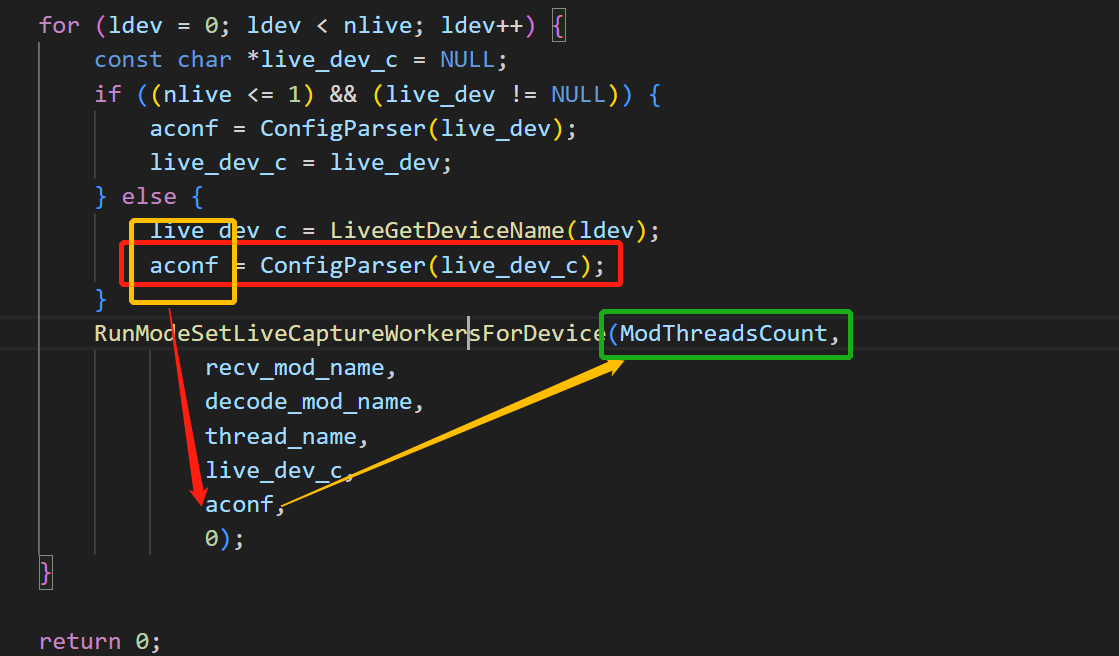 for (ldev = 0; ldev < nlive; ldev++) {
const char *live_dev_c = NULL;
if ((nlive <= 1) && (live_dev != NULL)) {
aconf = ConfigParser(live_dev);
live_dev_c = live_dev;
} else {
live_dev_c = LiveGetDeviceName(ldev);
aconf = ConfigParser(live_dev_c);
}
RunModeSetLiveCaptureWorkersForDevice(ModThreadsCount,
recv_mod_name,
decode_mod_name,
thread_name,
live_dev_c,
aconf,
0);
}
return 0;